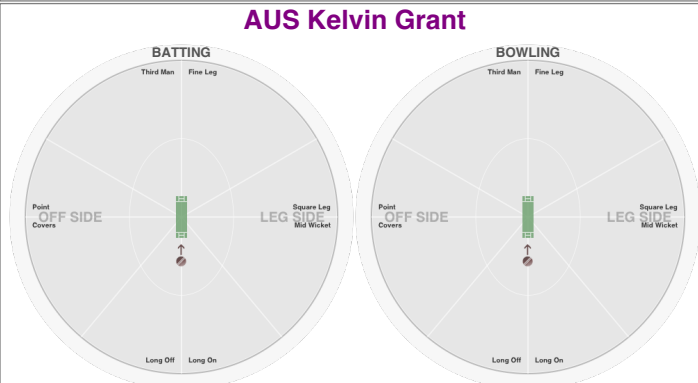 AUS Kelvin Grant
BATTING
Third Man Fine Leg
Point
OFF SIDE
Covers
Square Leg
LEG SIDE
Mid Wicket
Long Off Long On
BOWLING
Third Man Fine Leg
Point
OFF SIDE
Covers
Square Leg
LEG SIDE
Mid Wicket
Long Off Long On